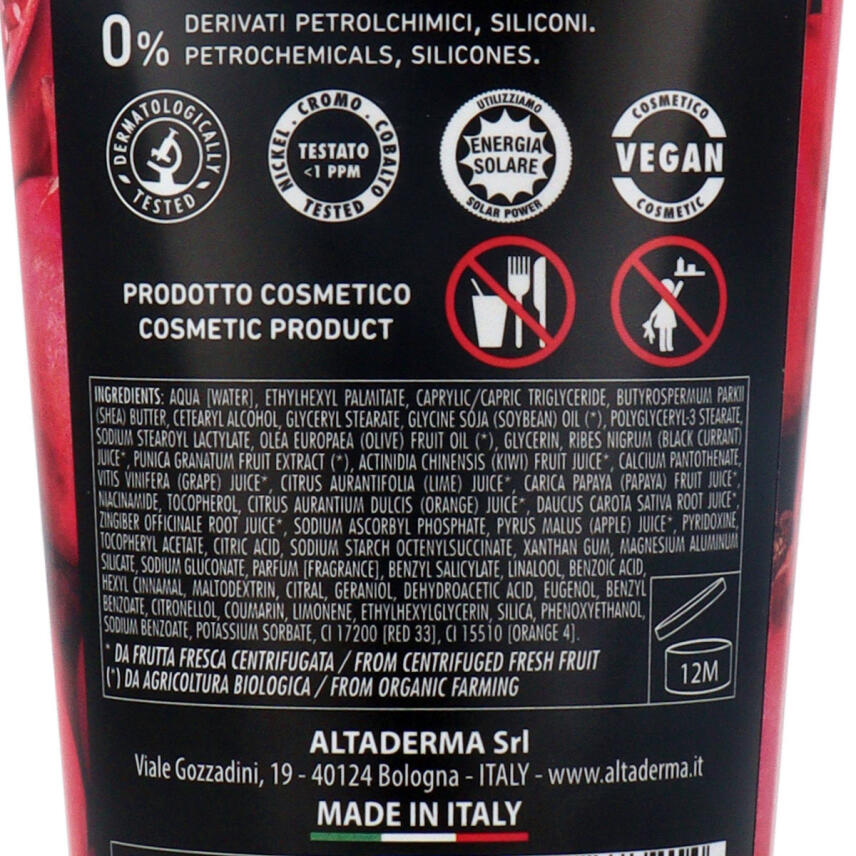 0% DERIVATI PETROLCHIMICI, SILICONI.
PETROCHEMICALS, SILICONES.
DERMATOLOGICALLY TESTED
NICKEL · CROMO · COBALTO
TESTATO
<1 PPM
TESTED
UTILIZZIAMO
ENERGIA
SOLARE
SOLAR POWER
COSMETICO
VEGAN
COSMETIC
PRODOTTO COSMETICO
COSMETIC PRODUCT
INGREDIENTS: AQUA [WATER], ETHYLHEXYL PALMITATE, CAPRYLIC/CAPRIC TRIGLYCERIDE, BUTYROSPERMUM PARKII
(SHEA) BUTTER, CETEARYL ALCOHOL, GLYCERYL STEARATE, GLYCINE SOJA (SOYBEAN) OIL (*), POLYGLYCERYL-3 STEARATE,
SODIUM STEAROYL LACTYLATE, OLEA EUROPAEA (OLIVE) FRUIT OIL (*), GLYCERIN, RIBES NIGRUM (BLACK CURRANT)
JUICE*, PUNICA GRANATUM FRUIT EXTRACT (*), ACTINIDIA CHINENSIS (KIWI) FRUIT JUICE*, CALCIUM PANTOTHENATE,
VITIS VINIFERA (GRAPE) JUICE*, CITRUS AURANTIFOLIA (LIME) JUICE*, CARICA PAPAYA (PAPAYA) FRUIT JUICE*,
NIACINAMIDE, TOCOPHEROL, CITRUS AURANTIUM DULCIS (ORANGE) JUICE*, DAUCUS CAROTA SATIVA ROOT JUICE*,
ZINGIBER OFFICINALE ROOT JUICE*, SODIUM ASCORBYL PHOSPHATE, PYRUS MALUS (APPLE) JUICE*, PYRIDOXINE,
TOCOPHERYL ACETATE, CITRIC ACID, SODIUM STARCH OCTENYLSUCCINATE, XANTHAN GUM, MAGNESIUM ALUMINUM
SILICATE, SODIUM GLUCONATE, PARFUM [FRAGRANCE], BENZYL SALICYLATE, LINALOOL, BENZOIC ACID,
HEXYL CINNAMAL, MALTODEXTRIN, CITRAL, GERANIOL, DEHYDROACETIC ACID, EUGENOL, BENZYL
BENZOATE, CITRONELLOL, COUMARIN, LIMONENE, ETHYLHEXYLGLYCERIN, SILICA, PHENOXYETHANOL,
SODIUM BENZOATE, POTASSIUM SORBATE, CI 17200 [RED 33], CI 15510 [ORANGE 4].
* DA FRUTTA FRESCA CENTRIFUGATA / FROM CENTRIFUGED FRESH FRUIT
(*) DA AGRICOLTURA BIOLOGICA / FROM ORGANIC FARMING
12M
ALTADERMA Srl
Viale Gozzadini, 19 - 40124 Bologna - ITALY - www.altaderma.it
MADE IN ITALY